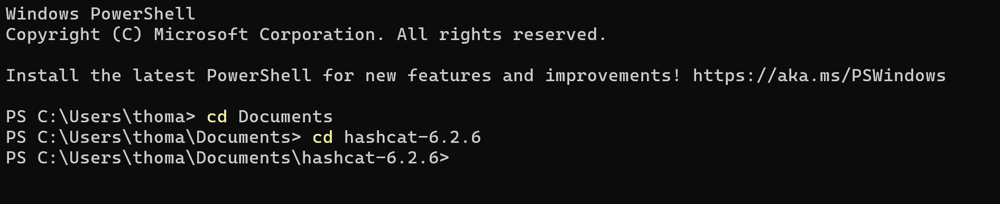 Windows PowerShell
Copyright (C) Microsoft Corporation. All rights reserved.
Install the latest PowerShell for new features and improvements! https://aka.ms/PSWindows
PS C:\Users\thoma> cd Documents
PS C:\Users\thoma\Documents> cd hashcat-6.2.6
PS C:\Users\thoma\Documents\hashcat-6.2.6>